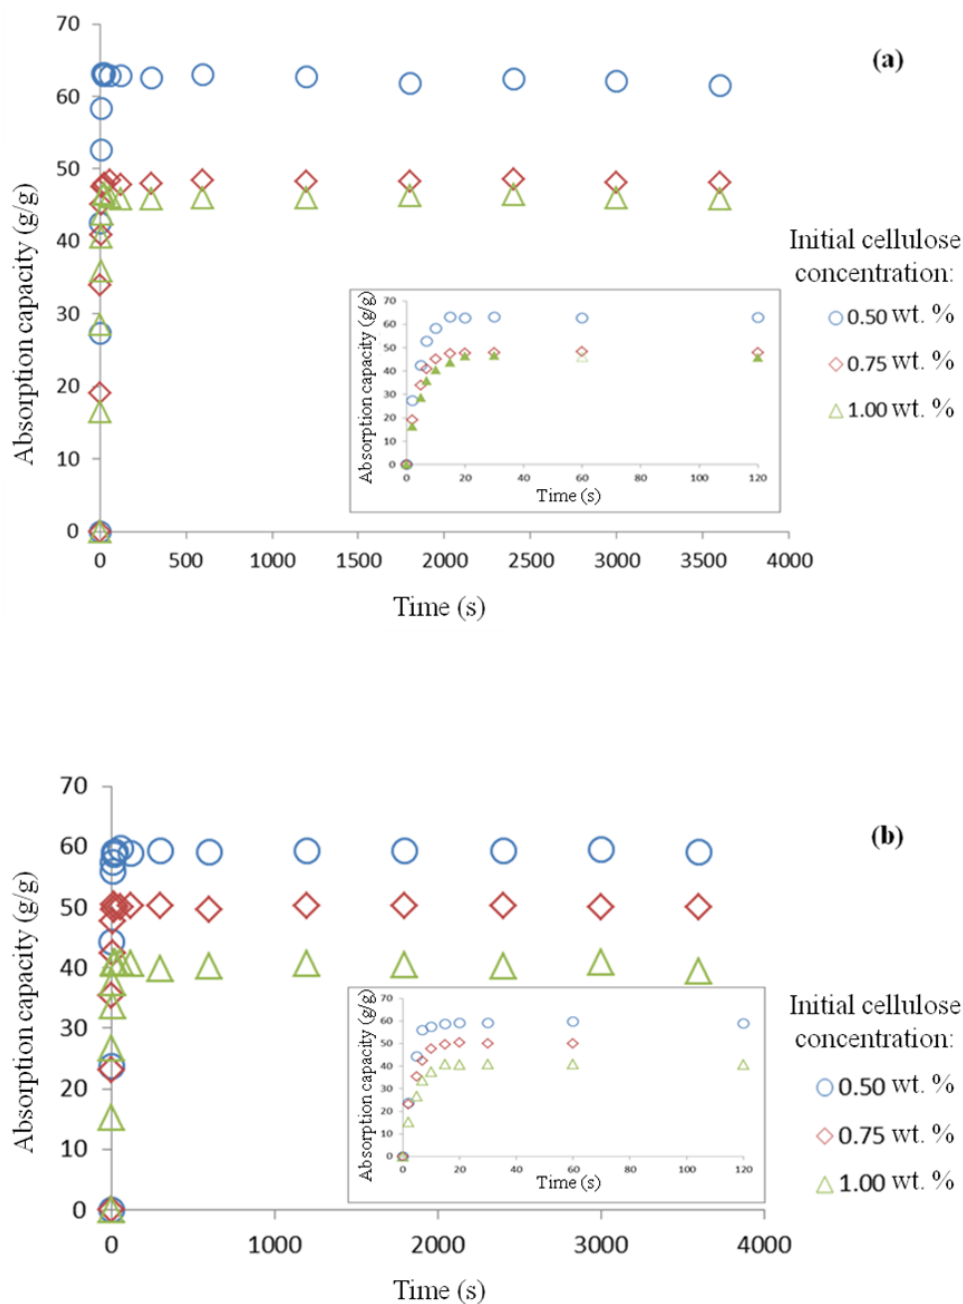 (a)
Absorption capacity (g/g)
70
60
50
40
30
20
10
0
0 500 1000 1500 2000 2500 3000 3500 4000
Time (s)
Initial cellulose
concentration:
0.50 wt. %
0.75 wt. %
1.00 wt. %
Absorption capacity (g/g)
70
60
50
40
30
20
10
0
0 20 40 60 80 100 120
Time (s)
(b)
Absorption capacity (g/g)
70
60
50
40
30
20
10
0
0 1000 2000 3000 4000
Time (s)
Initial cellulose
concentration:
0.50 wt. %
0.75 wt. %
1.00 wt. %
Absorption capacity (g/g)
70
60
50
40
30
20
10
0
0 20 40 60 80 100 120
Time (s)